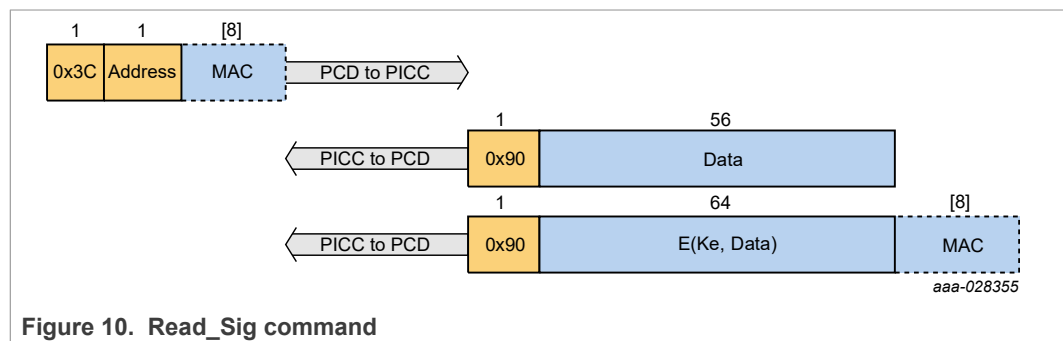 1 1 [8]
0x3C Address MAC PCD to PICC
1 56
PICC to PCD 0x90 Data
1 64 [8]
PICC to PCD 0x90 E(Ke, Data) MAC
aaa-028355
Figure 10. Read_Sig command